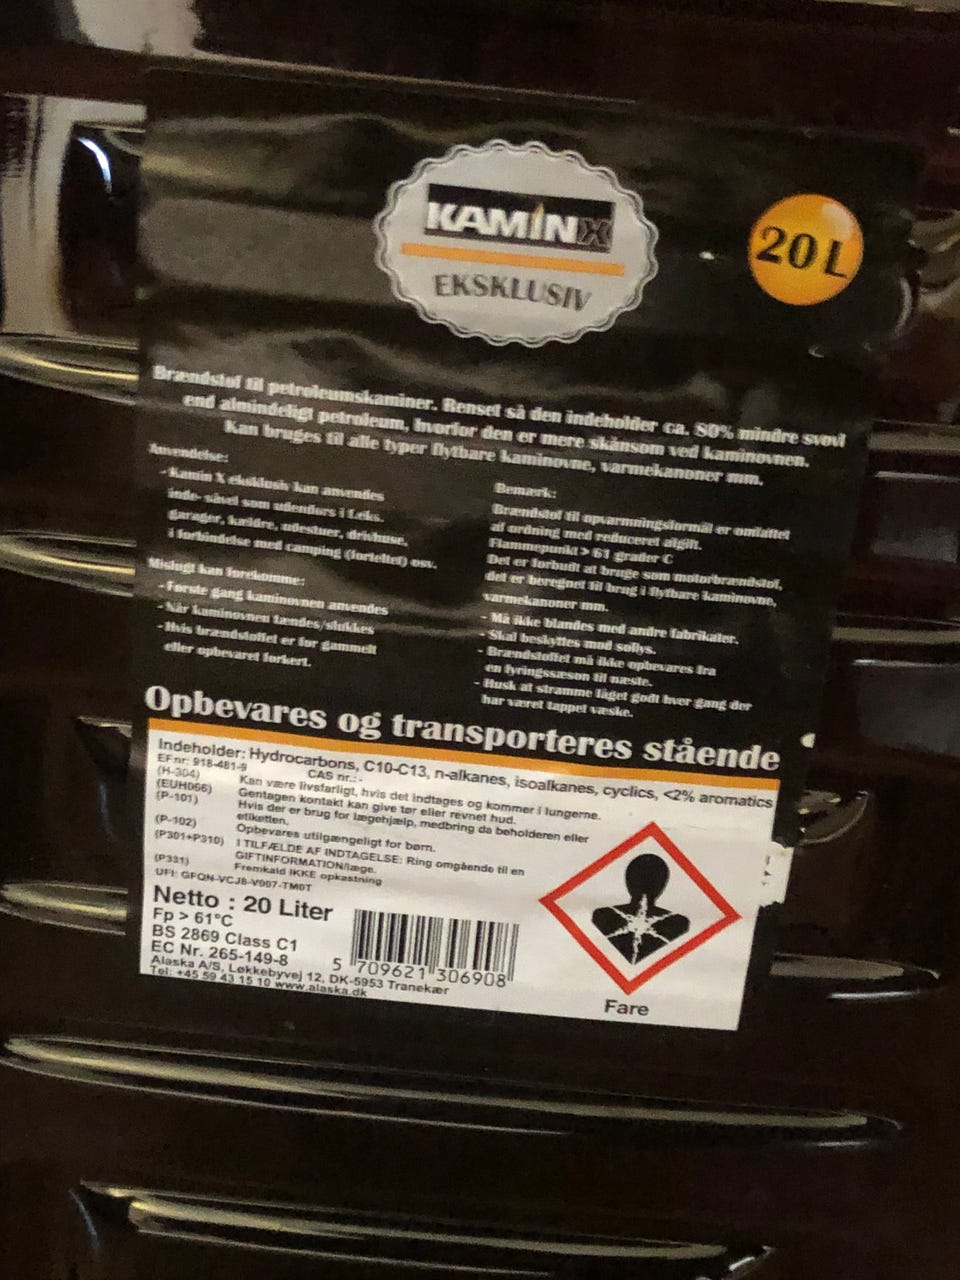 KAMINX
EKSKLUSIV
20 L
Brændstof til petroleumskaminer. Renset så den indeholder ca. 80% mindre svovl
end almindeligt petroleum, hvorfor den er mere skånsom ved kaminovnen.
Kan bruges til alle typer flytbare kaminovne, varmekanoner mm.
Anvendelse:
- Kamin X eksklusiv kan anvendes
inde- såvel som udendørs i f.eks.
garager, kældre, udestuer, drivhuse,
i forbindelse med camping (fortelte) osv.
Mislugt kan forekomme:
- Første gang kaminovnen anvendes
- Når kaminovnen tændes/slukkes
- Hvis brændstoffet er for gammelt
eller opbevaret forkert.
Bemærk:
Brændstof til opvarmningsformål er omfattet
af ordning med reduceret afgift.
Flammepunkt > 61 grader C
Det er forbudt at bruge som motorbrændstof,
det er beregnet til brug i flytbare kaminovne,
varmekanoner mm.
- Må ikke blandes med andre fabrikater.
- Skal beskyttes mod sollys.
- Brændstoffet må ikke opbevares fra
en fyringssæson til næste.
- Husk at stramme låget godt hver gang der
har været tappet væske.
Opbevares og transporteres stående
Indeholder: Hydrocarbons, C10-C13, n-alkanes, isoalkanes, cyclics, <2% aromatics
EF nr: 918-481-9 CAS nr.: -
(H-304) Kan være livsfarligt, hvis det indtages og kommer i lungerne.
(EUH066) Gentagen kontakt kan give tør eller revnet hud.
(P-101) Hvis der er brug for lægehjælp, medbring da beholderen eller
etiketten.
(P-102) Opbevares utilgængeligt for børn.
(P301+P310) I TILFÆLDE AF INDTAGELSE: Ring omgående til en
GIFTINFORMATION/læge.
(P331) Fremkald IKKE opkastning
UFI: GFQN-VCJ8-V007-TM0T
Netto : 20 Liter
Fp > 61°C
BS 2869 Class C1
EC Nr. 265-149-8
Alaska A/S, Løkkebyvej 12, DK-5953 Tranekær
Tel: +45 59 43 15 10 www.alaska.dk
5 709621 306908
Fare